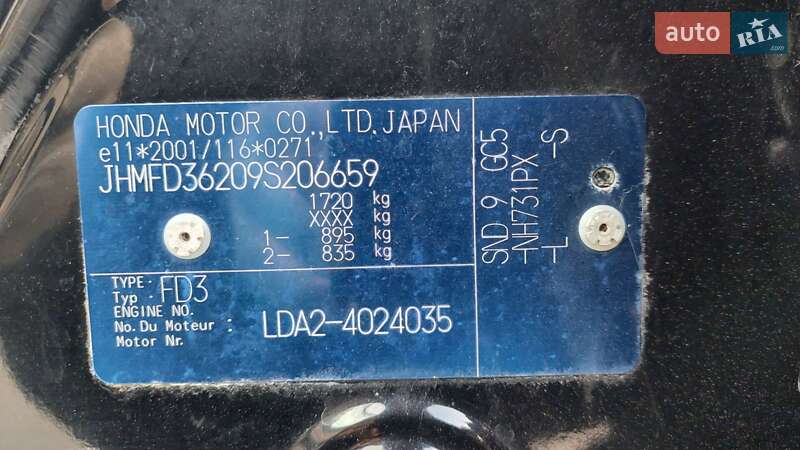 auto RIA .com
HONDA MOTOR CO.,LTD.JAPAN
e11*2001/116*0271
JHMFD36209S206659
1720 kg
XXXX kg
1- 895 kg
2- 835 kg
TYPE:
Typ : FD3
ENGINE NO.
No.Du Moteur : LDA2-4024035
Motor Nr.
SND 9 GC5
-NH731PX
-L -S